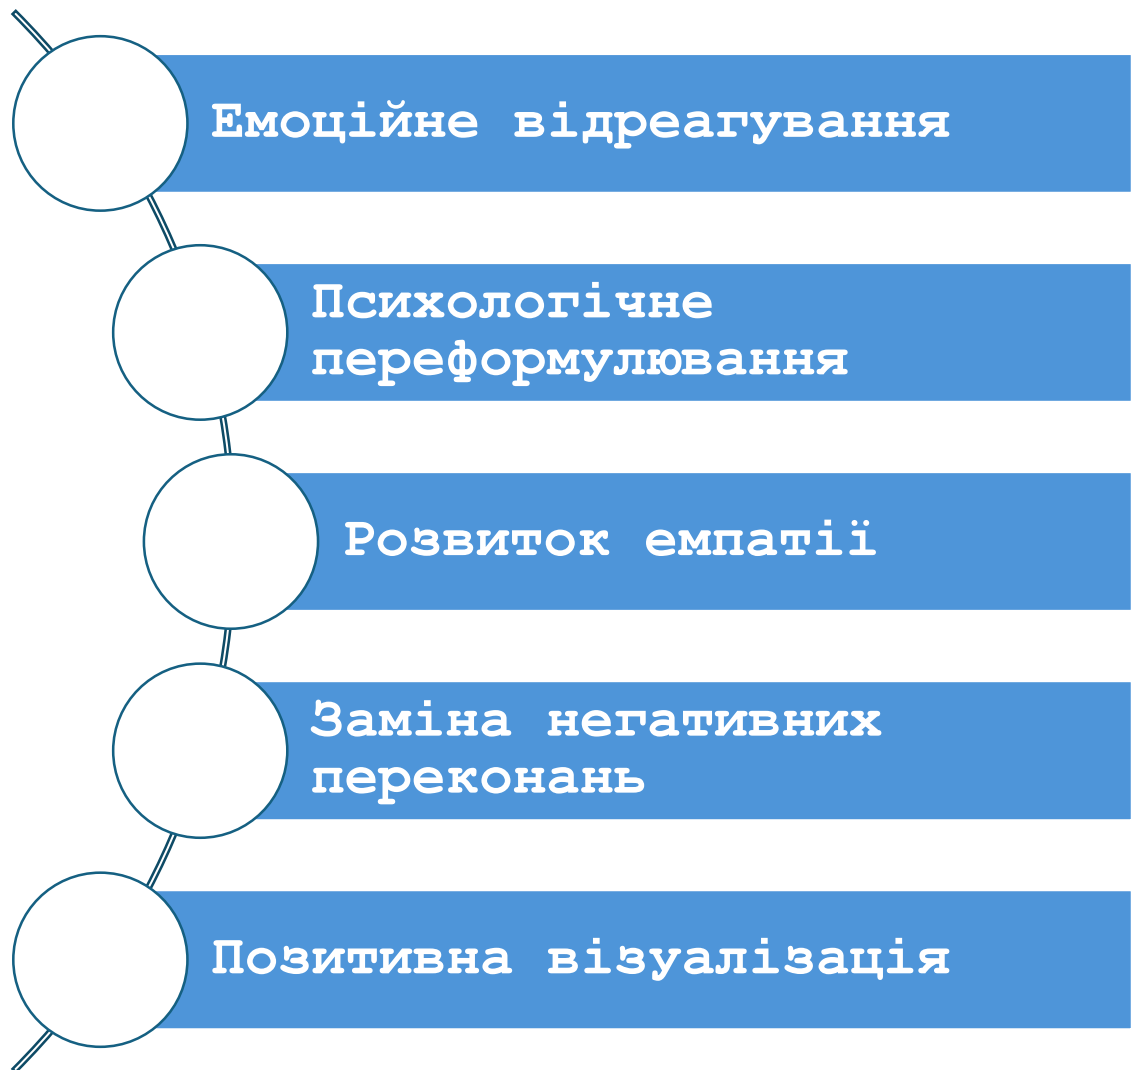 Емоційне відреагування
Психологічне
переформулювання
Розвиток емпатії
Заміна негативних
переконань
Позитивна візуалізація